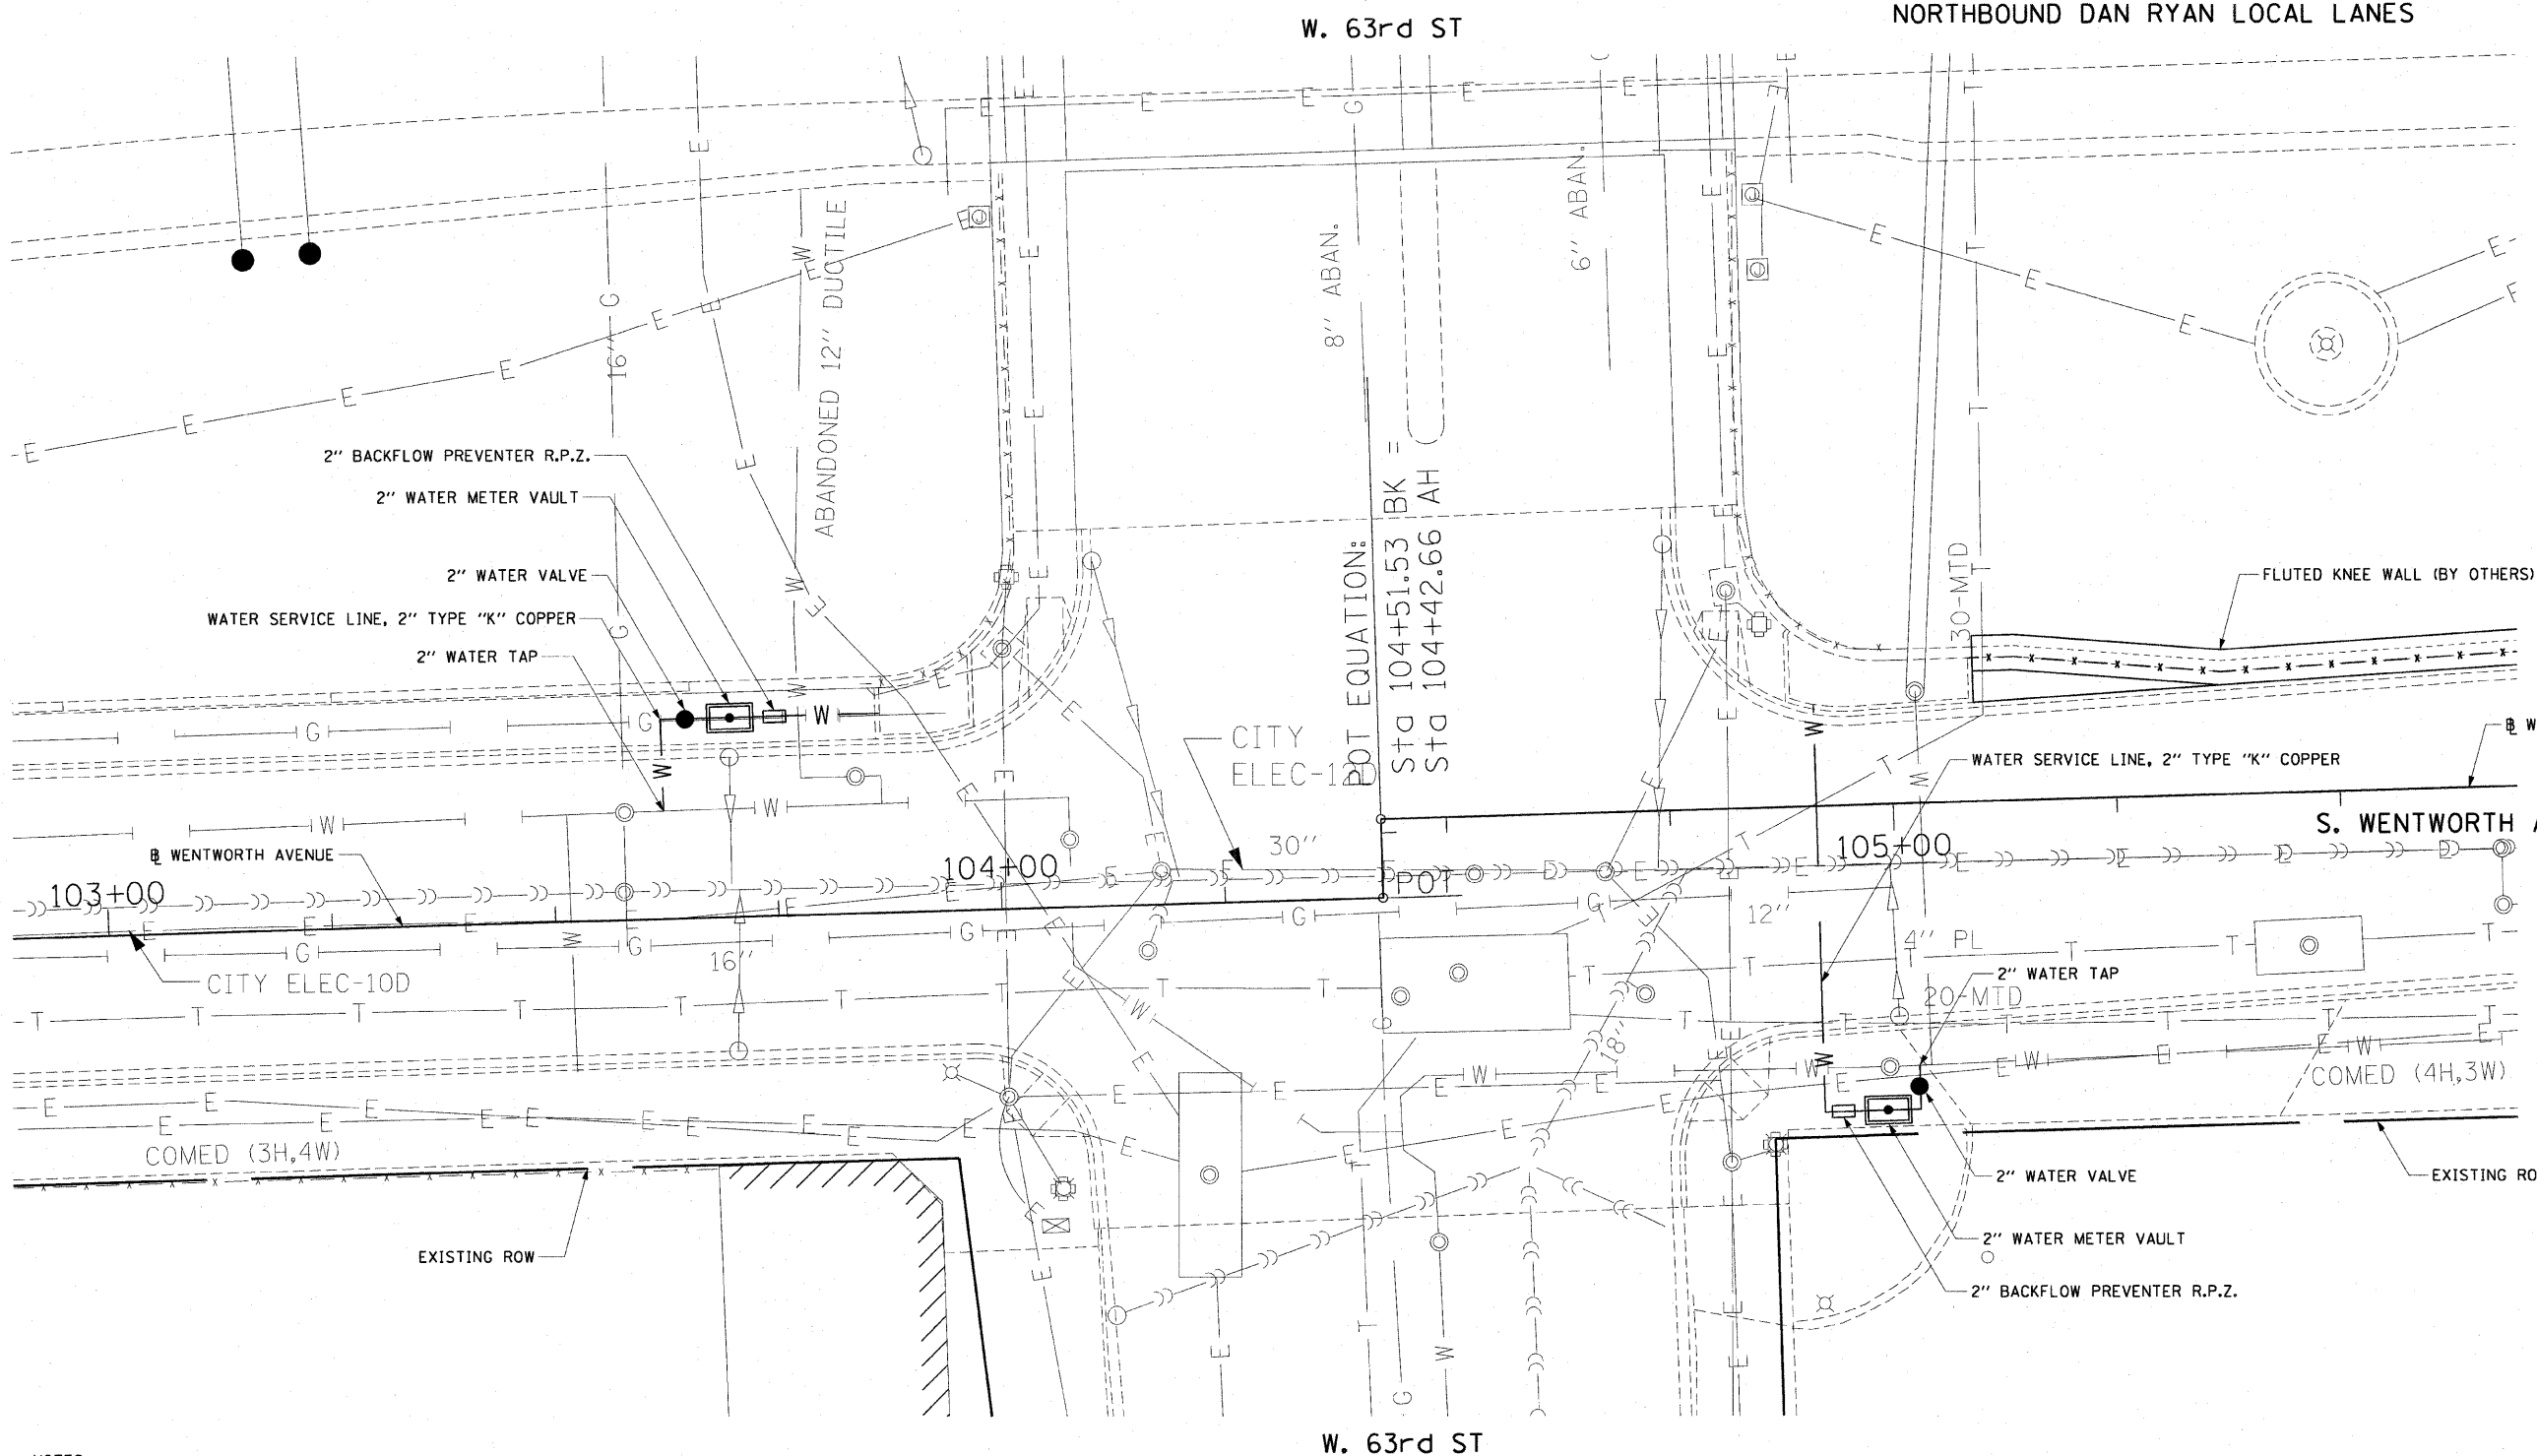 W. 63rd ST
NORTHBOUND DAN RYAN LOCAL LANES
16" G
ABANDONED 12" DUCTILE
8" ABAN.
6" ABAN.
2" BACKFLOW PREVENTER R.P.Z.
2" WATER METER VAULT
2" WATER VALVE
WATER SERVICE LINE, 2" TYPE "K" COPPER
2" WATER TAP
POT EQUATION:
Sta 104+51.53 BK =
Sta 104+42.66 AH (
30-MTD
FLUTED KNEE WALL (BY OTHERS)
CITY
ELEC-12D
WATER SERVICE LINE, 2" TYPE "K" COPPER
S. WENTWORTH
WENTWORTH AVENUE
103+00
104+00
30"
POT
105+00
12"
16"
CITY ELEC-10D
4" PL
2" WATER TAP
20-MTD
18"
COMED (4H,3W)
COMED (3H,4W)
2" WATER VALVE
EXISTING RO
2" WATER METER VAULT
EXISTING ROW
2" BACKFLOW PREVENTER R.P.Z.
W. 63rd ST